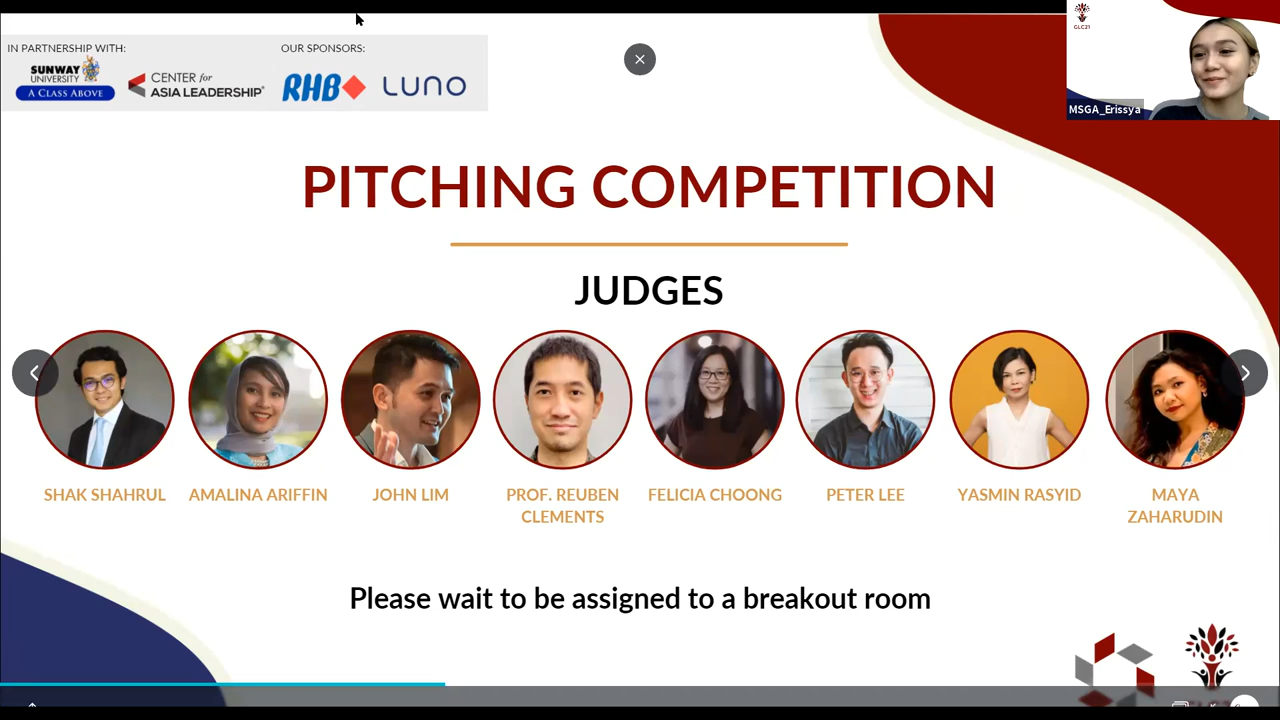 IN PARTNERSHIP WITH:
OUR SPONSORS:
SUNWAY
UNIVERSITY
A CLASS ABOVE
CENTER for
ASIA LEADERSHIP
RHB
LUNO
GLC21
MSGA_Erissya
PITCHING COMPETITION
JUDGES
SHAK SHAHRUL
AMALINA ARIFFIN
JOHN LIM
PROF. REUBEN
CLEMENTS
FELICIA CHOONG
PETER LEE
YASMIN RASYID
MAYA
ZAHARUDIN
Please wait to be assigned to a breakout room